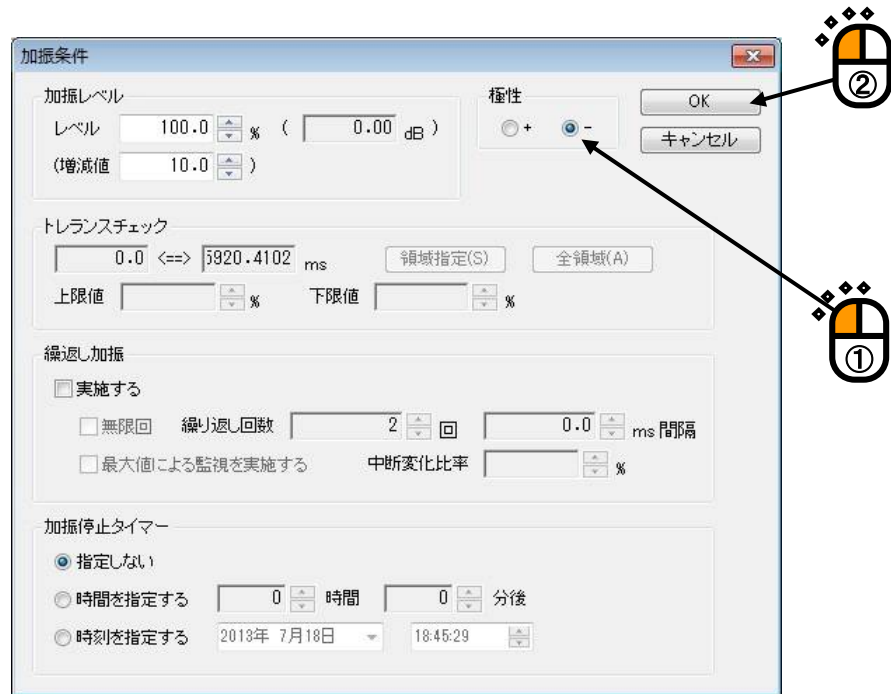 加振条件
加振レベル
レベル 100.0 % ( 0.00 dB )
(増減値 10.0 )
極性
+ -
OK
キャンセル
②
トレランスチェック
0.0 <==> 5920.4102 ms 領域指定(S) 全領域(A)
上限値 % 下限値 %
①
繰返し加振
実施する
無限回 繰り返し回数 2 回 0.0 ms 間隔
最大値による監視を実施する 中断変化比率 %
加振停止タイマー
指定しない
時間を指定する 0 時間 0 分後
時刻を指定する 2013年 7月18日 18:45:29